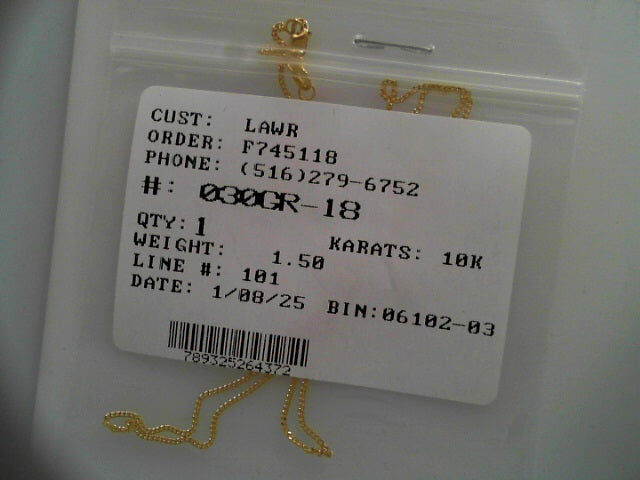 CUST: LAWR
ORDER: F745118
PHONE: (516)279-6752
#: 030GR-18
QTY: 1
WEIGHT: 1.50 KARATS: 10K
LINE #: 101
DATE: 1/08/25 BIN:06102-03
789325264372